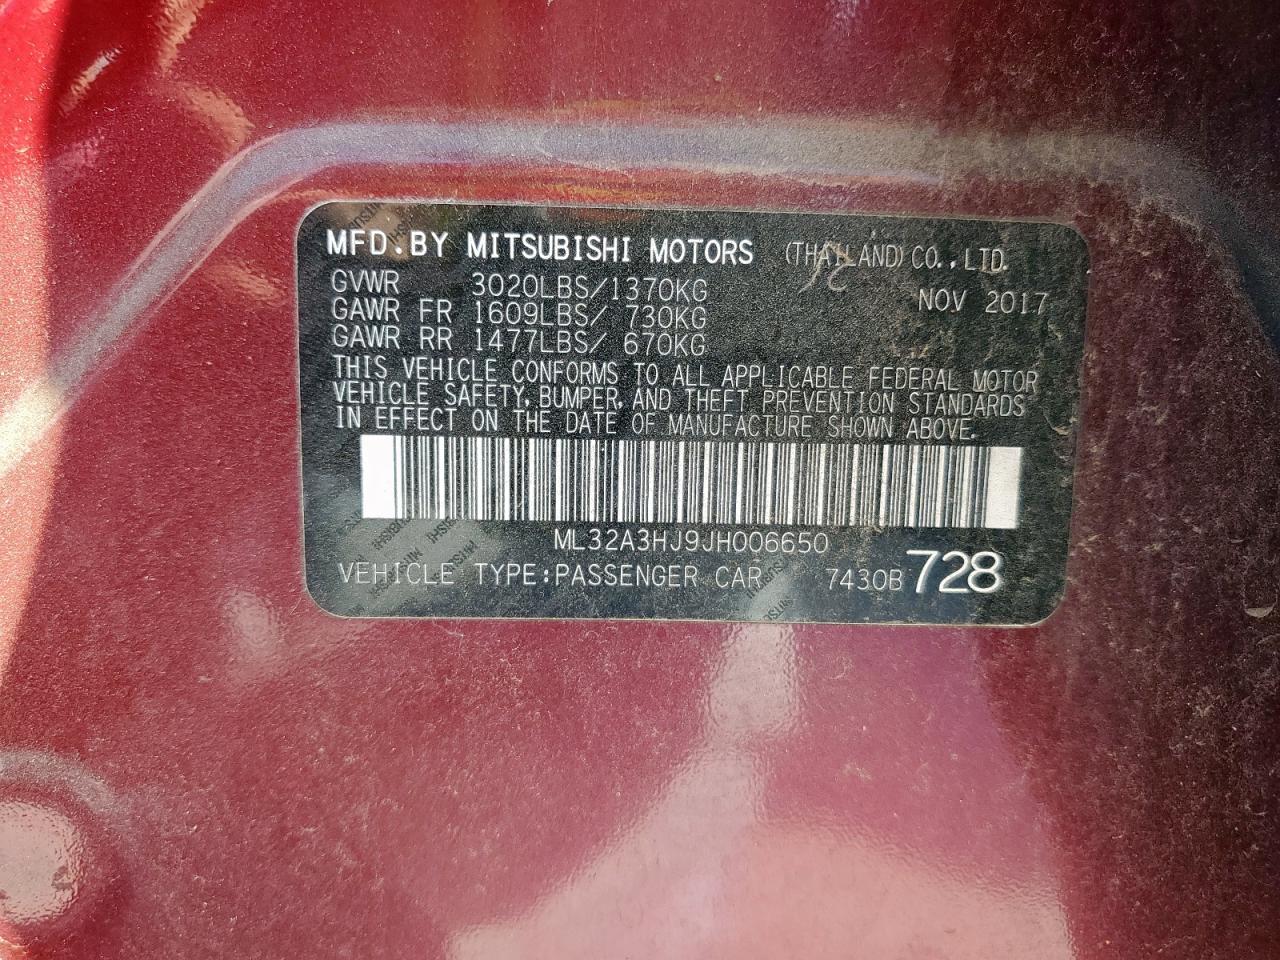 MFD. BY MITSUBISHI MOTORS (THAILAND) CO., LTD.
GVWR 3020LBS/1370KG NOV 2017
GAWR FR 1609LBS/ 730KG
GAWR RR 1477LBS/ 670KG
THIS VEHICLE CONFORMS TO ALL APPLICABLE FEDERAL MOTOR
VEHICLE SAFETY, BUMPER, AND THEFT PREVENTION STANDARDS
IN EFFECT ON THE DATE OF MANUFACTURE SHOWN ABOVE.
ML32A3HJ9JH006650
VEHICLE TYPE:PASSENGER CAR 7430B 728